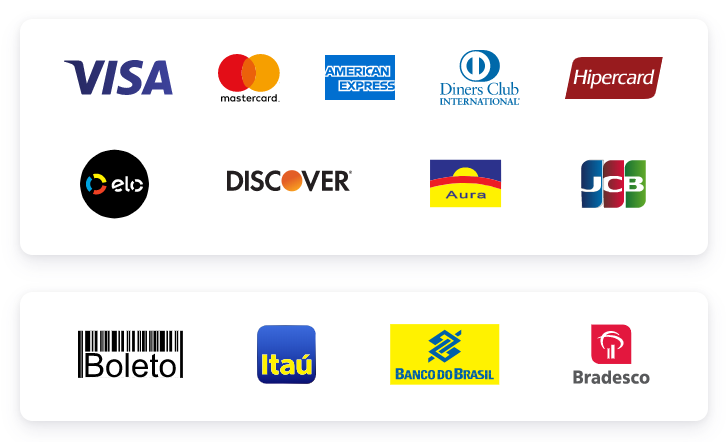 VISA
mastercard.
AMERICAN
EXPRESS
Diners Club
INTERNATIONAL®
Hipercard
elo
DISCOVER®
Aura
JCB
Boleto
Itaú
BANCO DO BRASIL
Bradesco